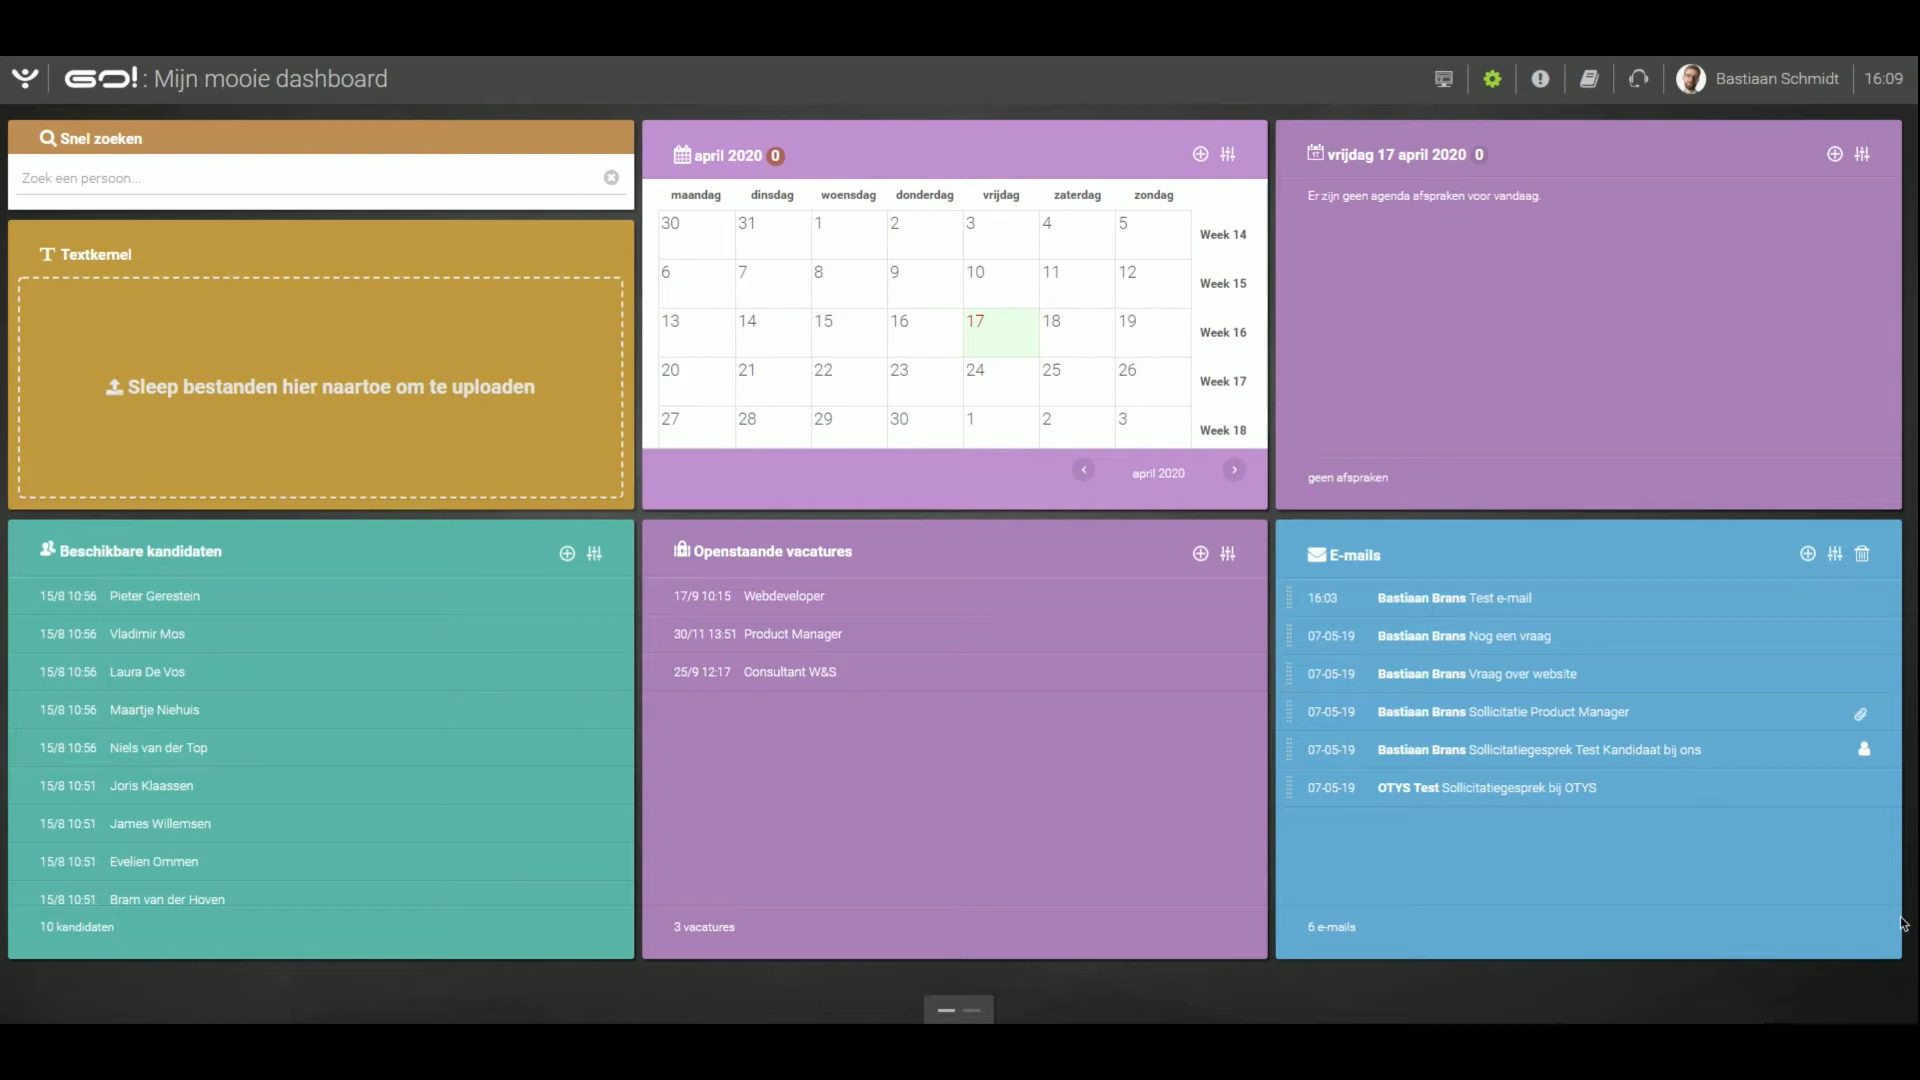 GO! : Mijn mooie dashboard
Bastiaan Schmidt
16:09
Snel zoeken
Zoek een persoon...
Textkernel
Sleep bestanden hier naartoe om te uploaden
april 2020 0
maandag dinsdag woensdag donderdag vrijdag zaterdag zondag
30 31 1 2 3 4 5 Week 14
6 7 8 9 10 11 12 Week 15
13 14 15 16 17 18 19 Week 16
20 21 22 23 24 25 26 Week 17
27 28 29 30 1 2 3 Week 18
april 2020
17 vrijdag 17 april 2020 0
Er zijn geen agenda afspraken voor vandaag.
geen afspraken
Beschikbare kandidaten
15/8 10:56 Pieter Gerestein
15/8 10:56 Vladimir Mos
15/8 10:56 Laura De Vos
15/8 10:56 Maartje Niehuis
15/8 10:56 Niels van der Top
15/8 10:51 Joris Klaassen
15/8 10:51 James Willemsen
15/8 10:51 Evelien Ommen
15/8 10:51 Bram van der Hoven
10 kandidaten
Openstaande vacatures
17/9 10:15 Webdeveloper
30/11 13:51 Product Manager
25/9 12:17 Consultant W&S
3 vacatures
E-mails
16:03 Bastiaan Brans Test e-mail
07-05-19 Bastiaan Brans Nog een vraag
07-05-19 Bastiaan Brans Vraag over website
07-05-19 Bastiaan Brans Sollicitatie Product Manager
07-05-19 Bastiaan Brans Sollicitatiegesprek Test Kandidaat bij ons
07-05-19 OTYS Test Sollicitatiegesprek bij OTYS
6 e-mails